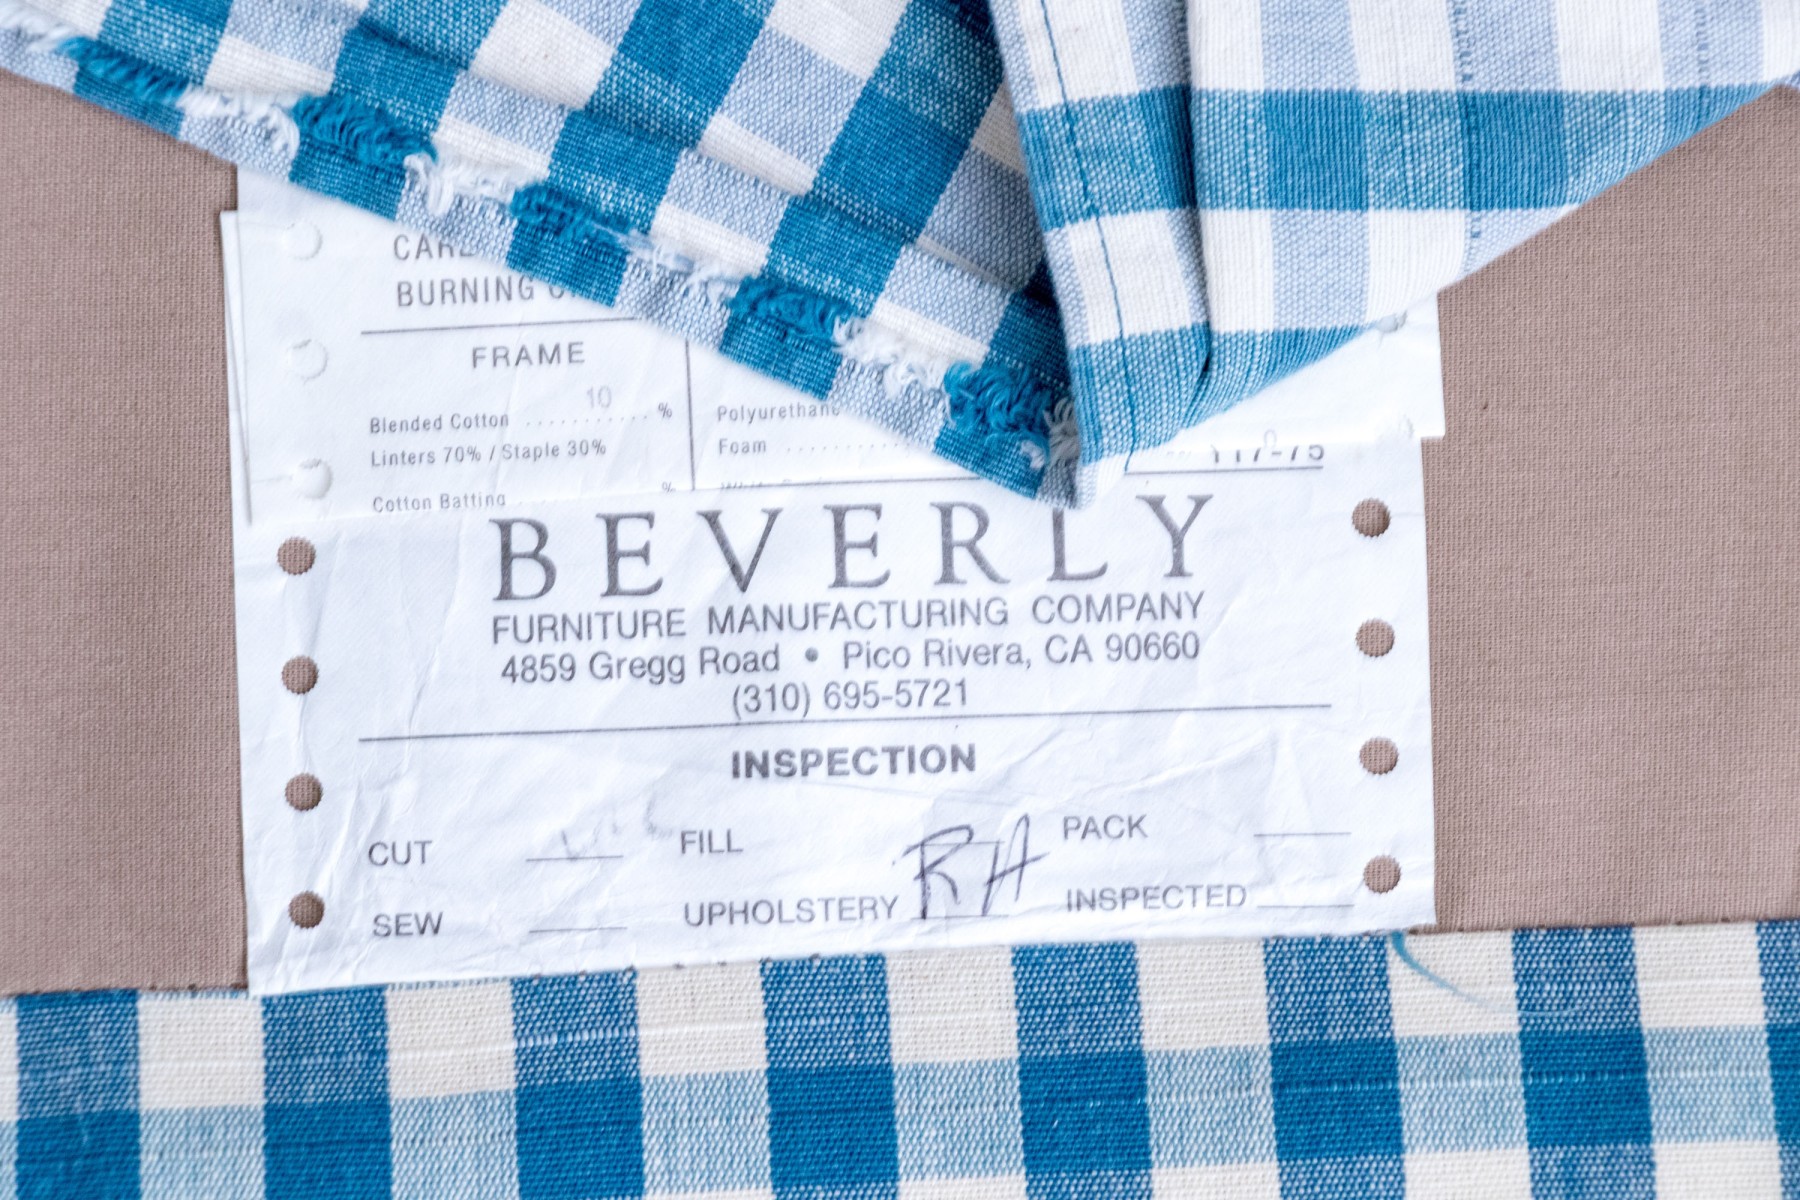 BURNING
FRAME
Blended Cotton .......... 10 %
Linters 70% / Staple 30%
Cotton Batting %
Polyurethane
Foam ..........
BEVERLY
FURNITURE MANUFACTURING COMPANY
4859 Gregg Road • Pico Rivera, CA 90660
(310) 695-5721
INSPECTION
CUT FILL PACK
SEW UPHOLSTERY RH INSPECTED